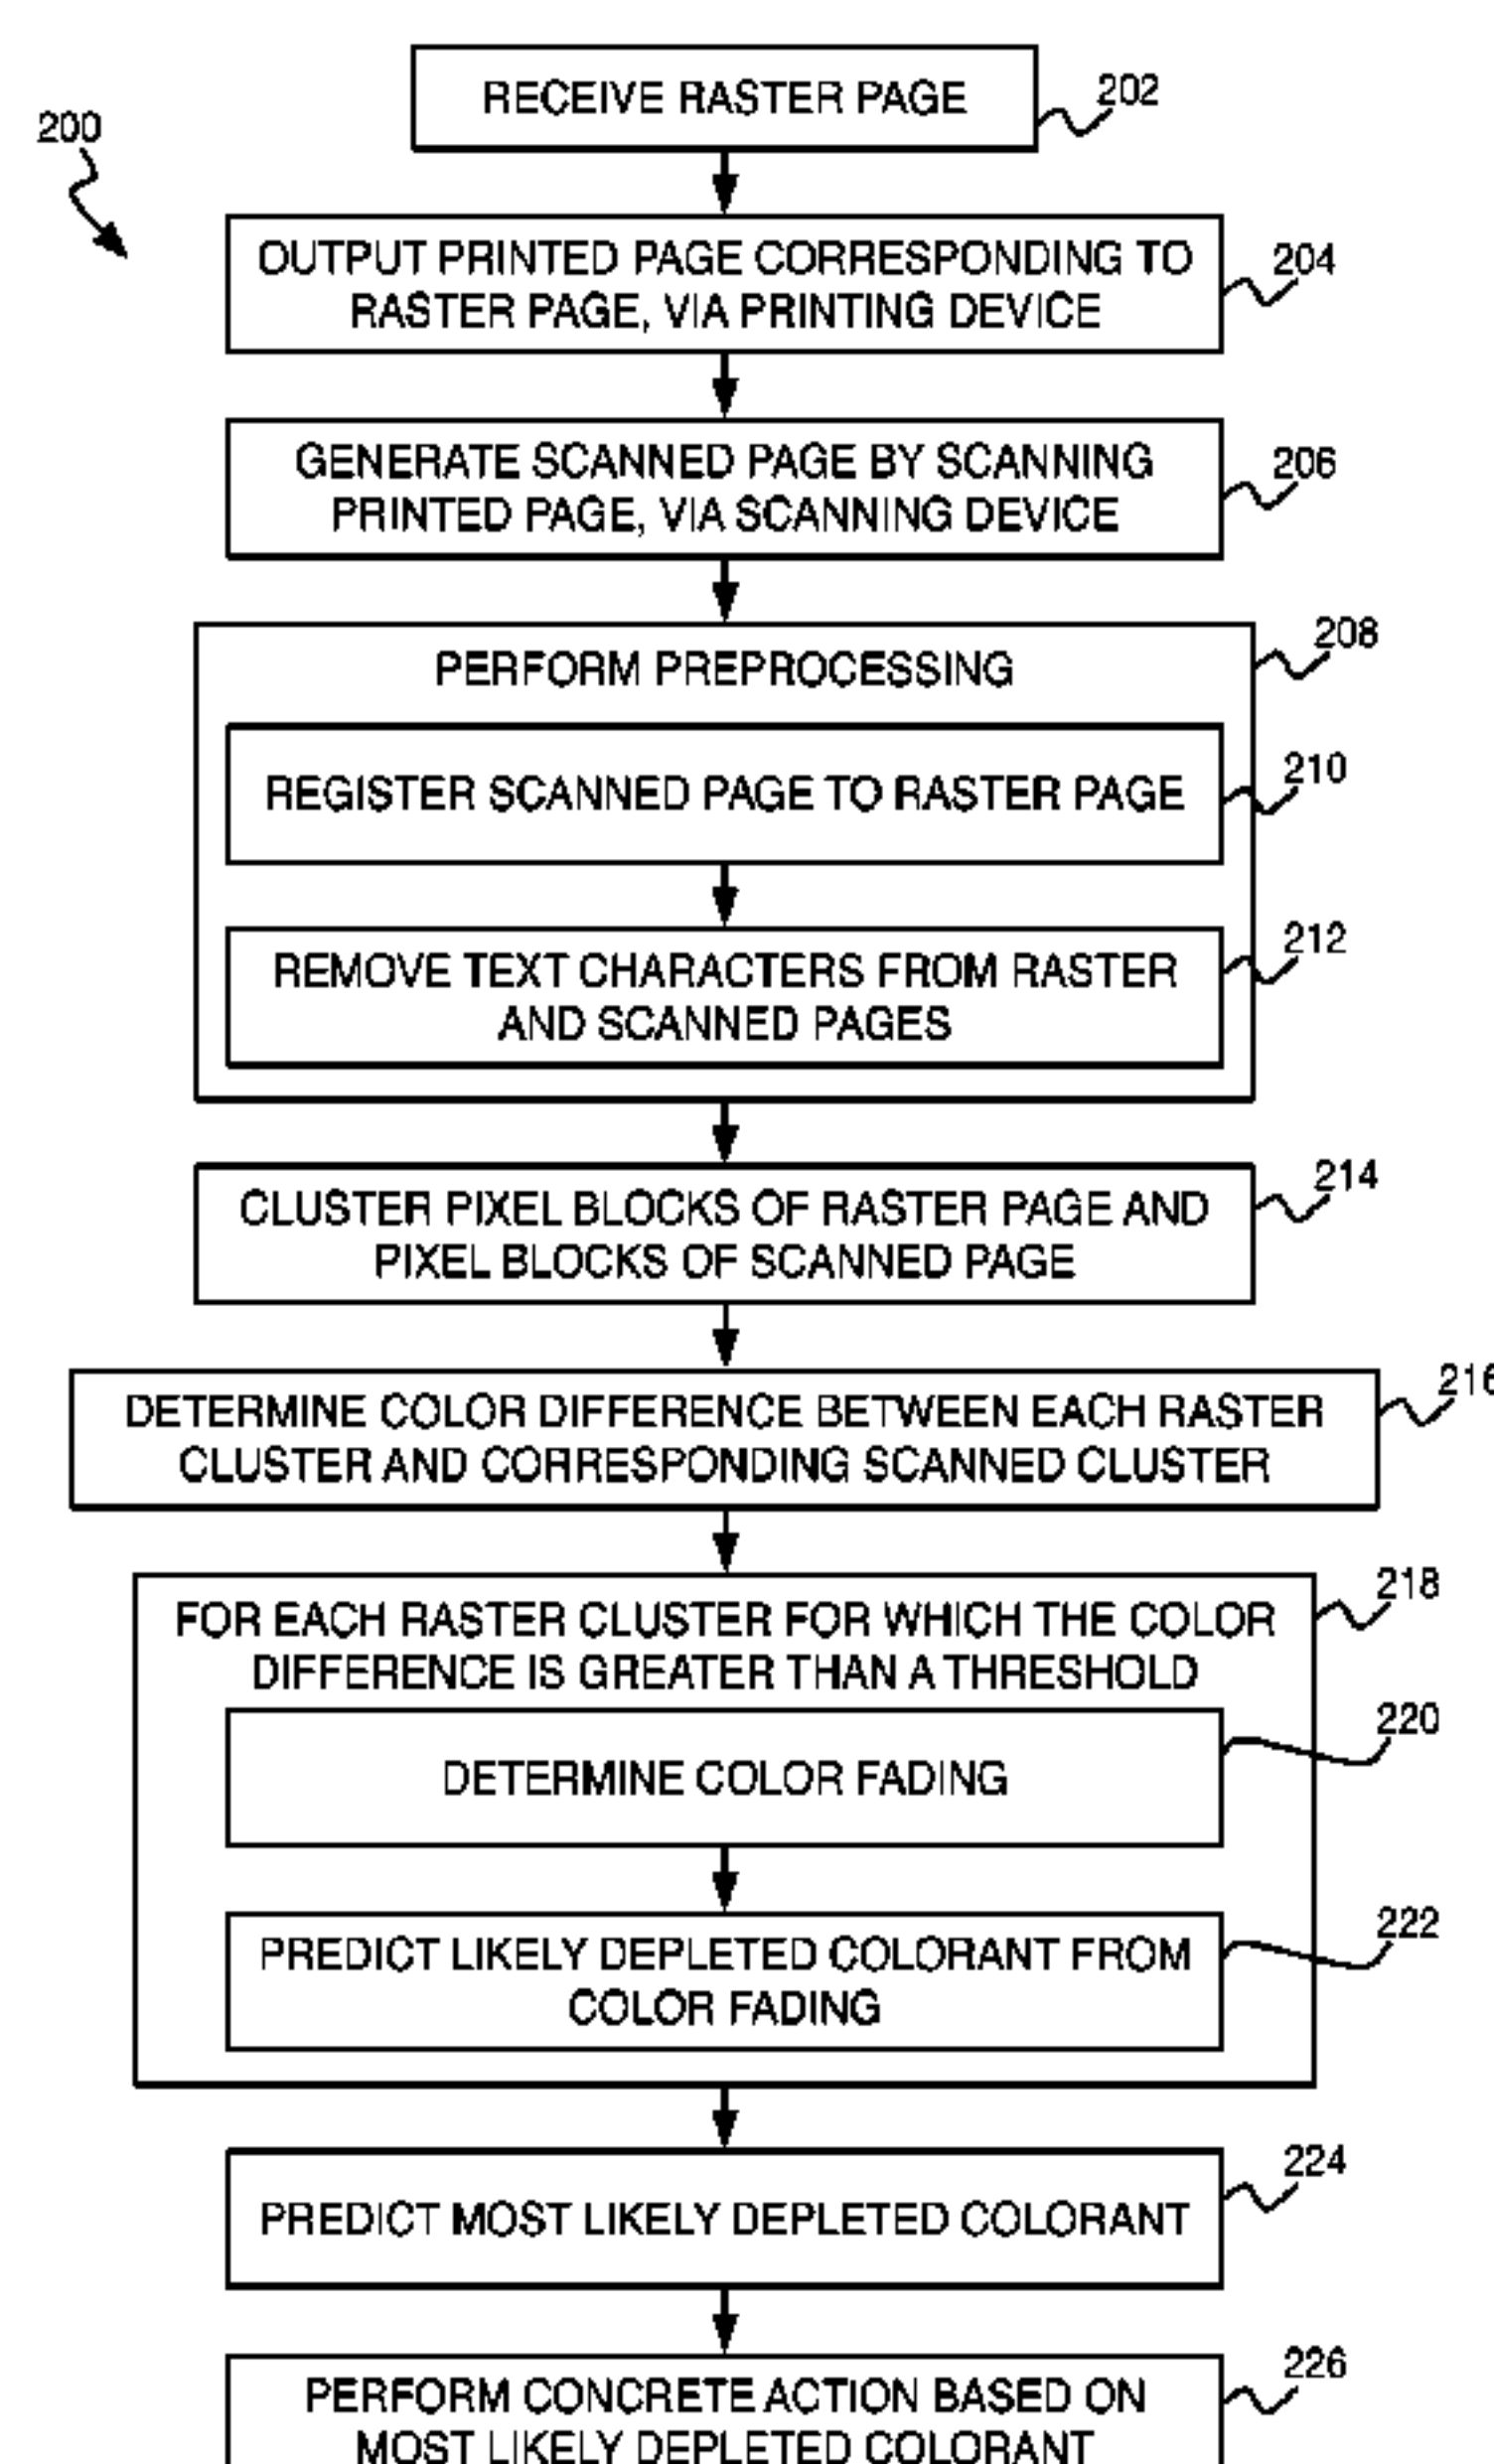 200
RECEIVE RASTER PAGE
202
OUTPUT PRINTED PAGE CORRESPONDING TO
RASTER PAGE, VIA PRINTING DEVICE
204
GENERATE SCANNED PAGE BY SCANNING
PRINTED PAGE, VIA SCANNING DEVICE
206
PERFORM PREPROCESSING
208
REGISTER SCANNED PAGE TO RASTER PAGE
210
REMOVE TEXT CHARACTERS FROM RASTER
AND SCANNED PAGES
212
CLUSTER PIXEL BLOCKS OF RASTER PAGE AND
PIXEL BLOCKS OF SCANNED PAGE
214
DETERMINE COLOR DIFFERENCE BETWEEN EACH RASTER
CLUSTER AND CORRESPONDING SCANNED CLUSTER
216
FOR EACH RASTER CLUSTER FOR WHICH THE COLOR
DIFFERENCE IS GREATER THAN A THRESHOLD
218
DETERMINE COLOR FADING
220
PREDICT LIKELY DEPLETED COLORANT FROM
COLOR FADING
222
PREDICT MOST LIKELY DEPLETED COLORANT
224
PERFORM CONCRETE ACTION BASED ON
MOST LIKELY DEPLETED COLORANT
226